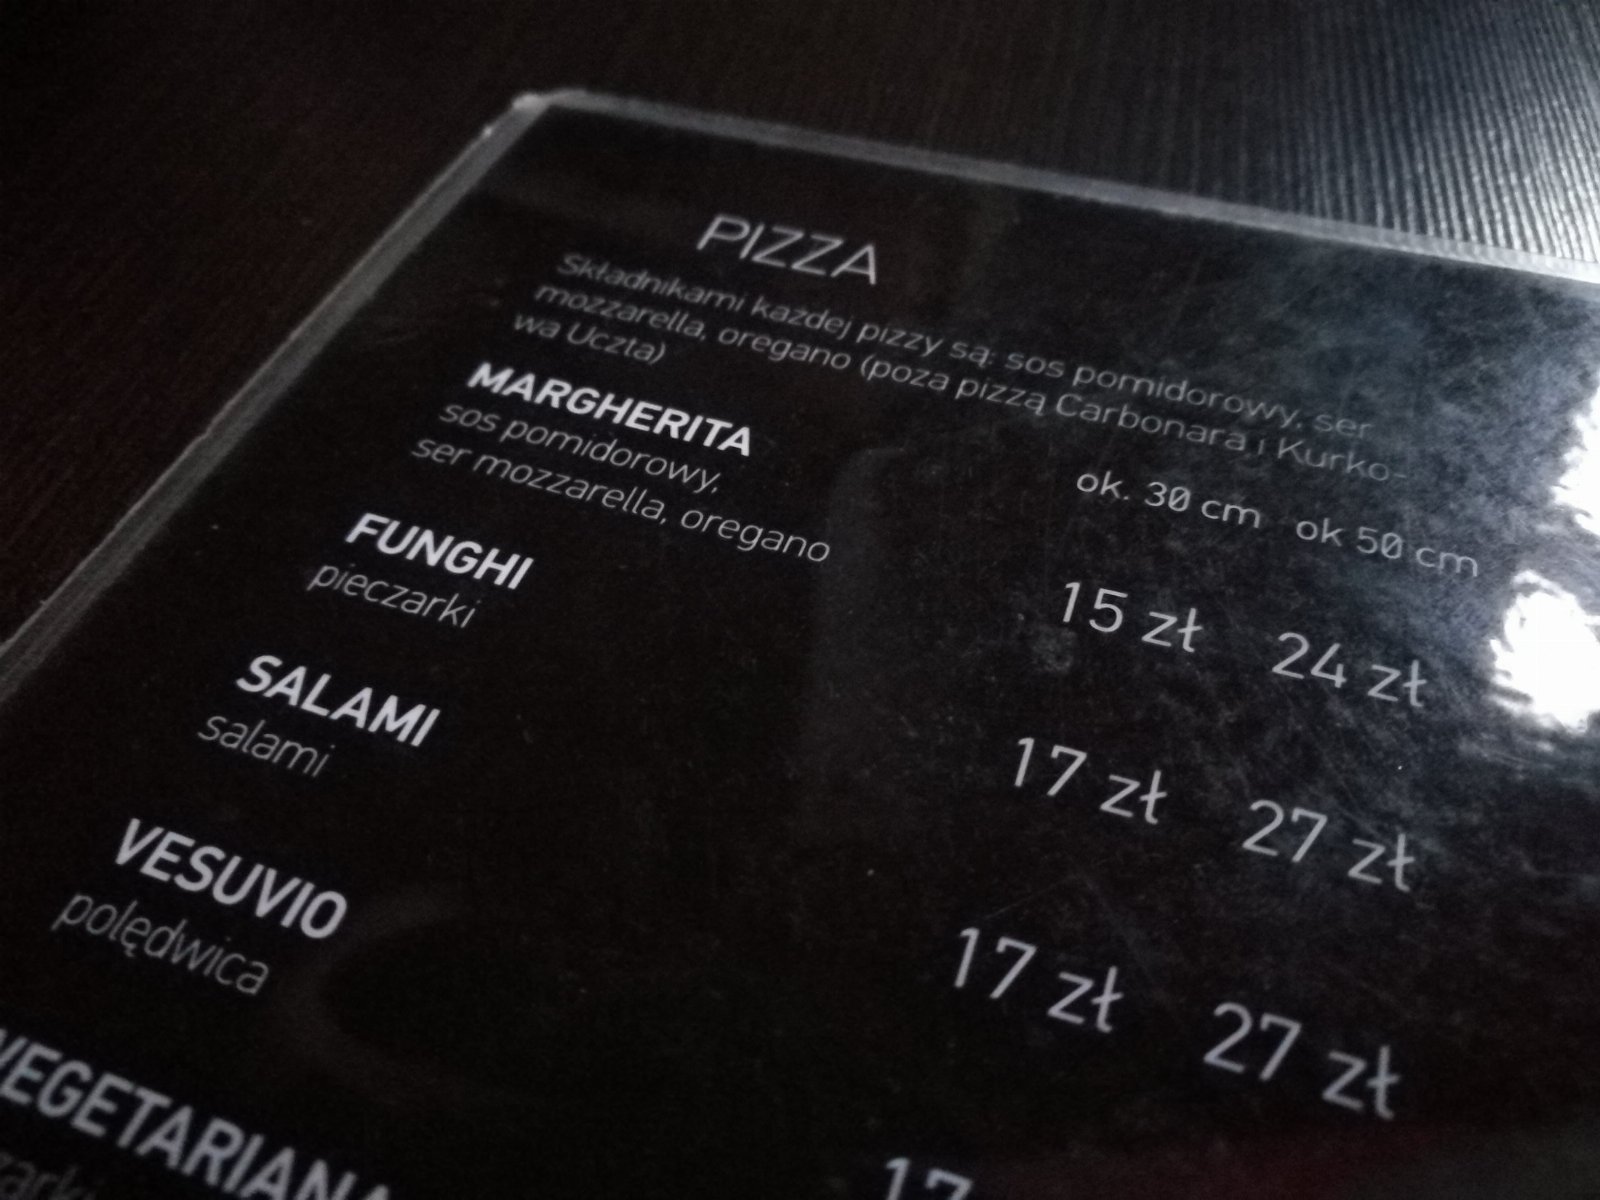 PIZZA
Składnikami każdej pizzy są: sos pomidorowy, ser
mozzarella, oregano (poza pizzą Carbonara i Kurko-
wa Uczta)
ok. 30 cm ok 50 cm
MARGHERITA
sos pomidorowy,
ser mozzarella, oregano
15 zł 24 zł
FUNGHI
pieczarki
17 zł 27 zł
SALAMI
salami
17 zł 27 zł
VESUVIO
polędwica
17
VEGETARIANA